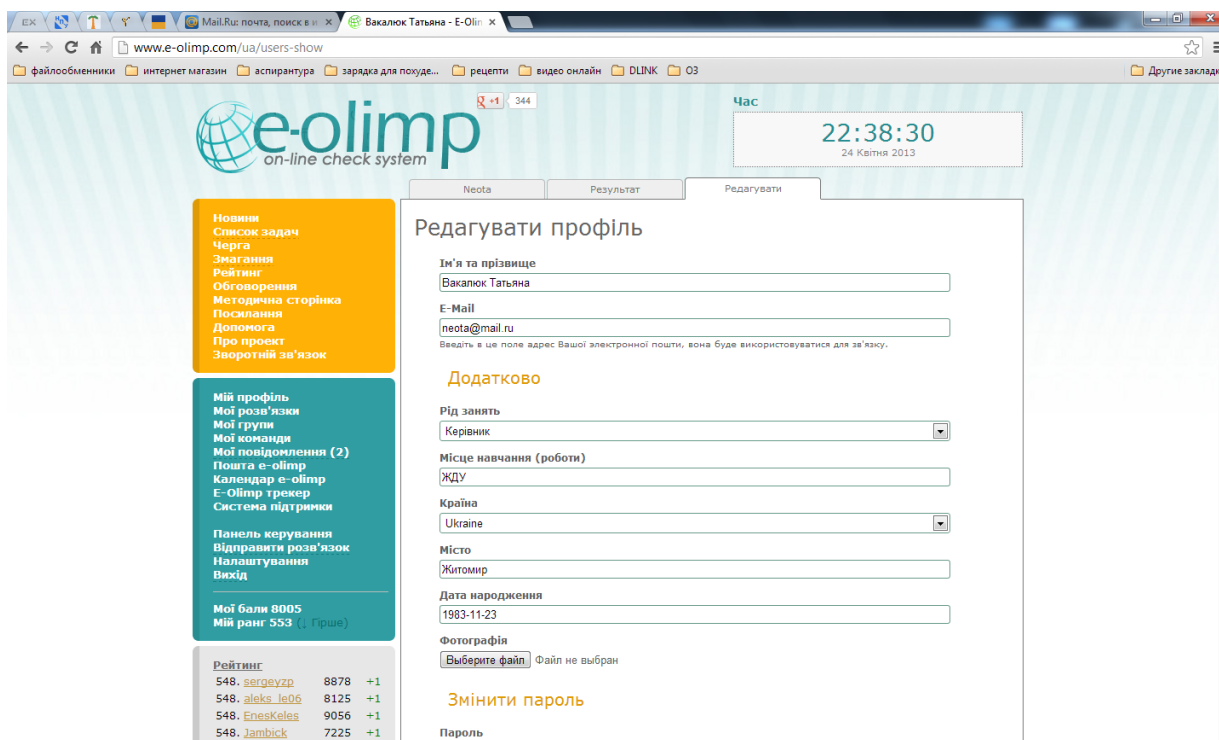 Mail.Ru: почта, поиск в и
Вакалюк Татьяна - E-Olim
www.e-olimp.com/ua/users-show
файлообменники
интернет магазин
аспирантура
зарядка для похуде...
рецепти
видео онлайн
DLINK
ОЗ
Другие заклад
e-olimp
on-line check system
+1 344
Час
22:38:30
24 Квітня 2013
Neota
Результат
Редагувати
Новини
Список задач
Черга
Змагання
Рейтинг
Обговорення
Методична сторінка
Посилання
Допомога
Про проект
Зворотній зв'язок
Мій профіль
Мої розв'язки
Мої групи
Мої команди
Мої повідомлення (2)
Пошта e-olimp
Календар e-olimp
E-Olimp трекер
Система підтримки
Панель керування
Відправити розв'язок
Налаштування
Вихід
Мої бали 8005
Мій ранг 553 (↓ Гірше)
Рейтинг
548. sergeyzp 8878 +1
548. aleks_le06 8125 +1
548. EnesKeles 9056 +1
548. Jambick 7225 +1
Редагувати профіль
Ім'я та прізвище
Вакалюк Татьяна
E-Mail
neota@mail.ru
Введіть в це поле адрес Вашої электронної пошти, вона буде використовуватися для зв'язку.
Додатково
Рід занять
Керівник
Місце навчання (роботи)
ЖДУ
Країна
Ukraine
Місто
Житомир
Дата народження
1983-11-23
Фотографія
Выберите файл Файл не выбран
Змінити пароль
Пароль